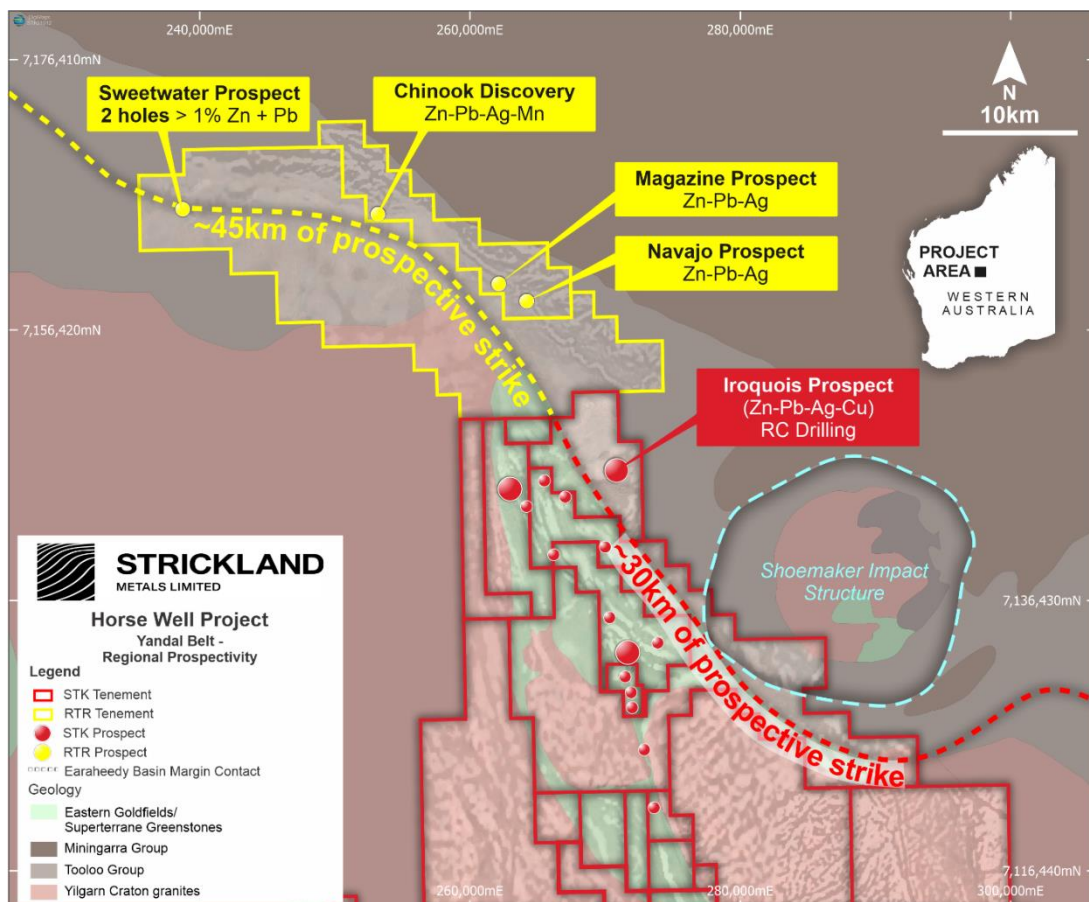 240,000mE
260,000mE
280,000mE
7,176,410mN
Sweetwater Prospect
2 holes > 1% Zn + Pb
Chinook Discovery
Zn-Pb-Ag-Mn
N
10km
Magazine Prospect
Zn-Pb-Ag
Navajo Prospect
Zn-Pb-Ag
~45km of prospective strike
PROJECT
AREA
WESTERN
AUSTRALIA
7,156,420mN
Iroquois Prospect
(Zn-Pb-Ag-Cu)
RC Drilling
Shoemaker Impact
Structure
~30km of prospective strike
7,136,430mN
STRICKLAND
METALS LIMITED
Horse Well Project
Yandal Belt -
Regional Prospectivity
Legend
STK Tenement
RTR Tenement
STK Prospect
RTR Prospect
Earaheedy Basin Margin Contact
Geology
Eastern Goldfields/
Superterrane Greenstones
Miningarra Group
Tooloo Group
Yilgarn Craton granites
7,116,440mN
260,000mE
280,000mE
300,000mE